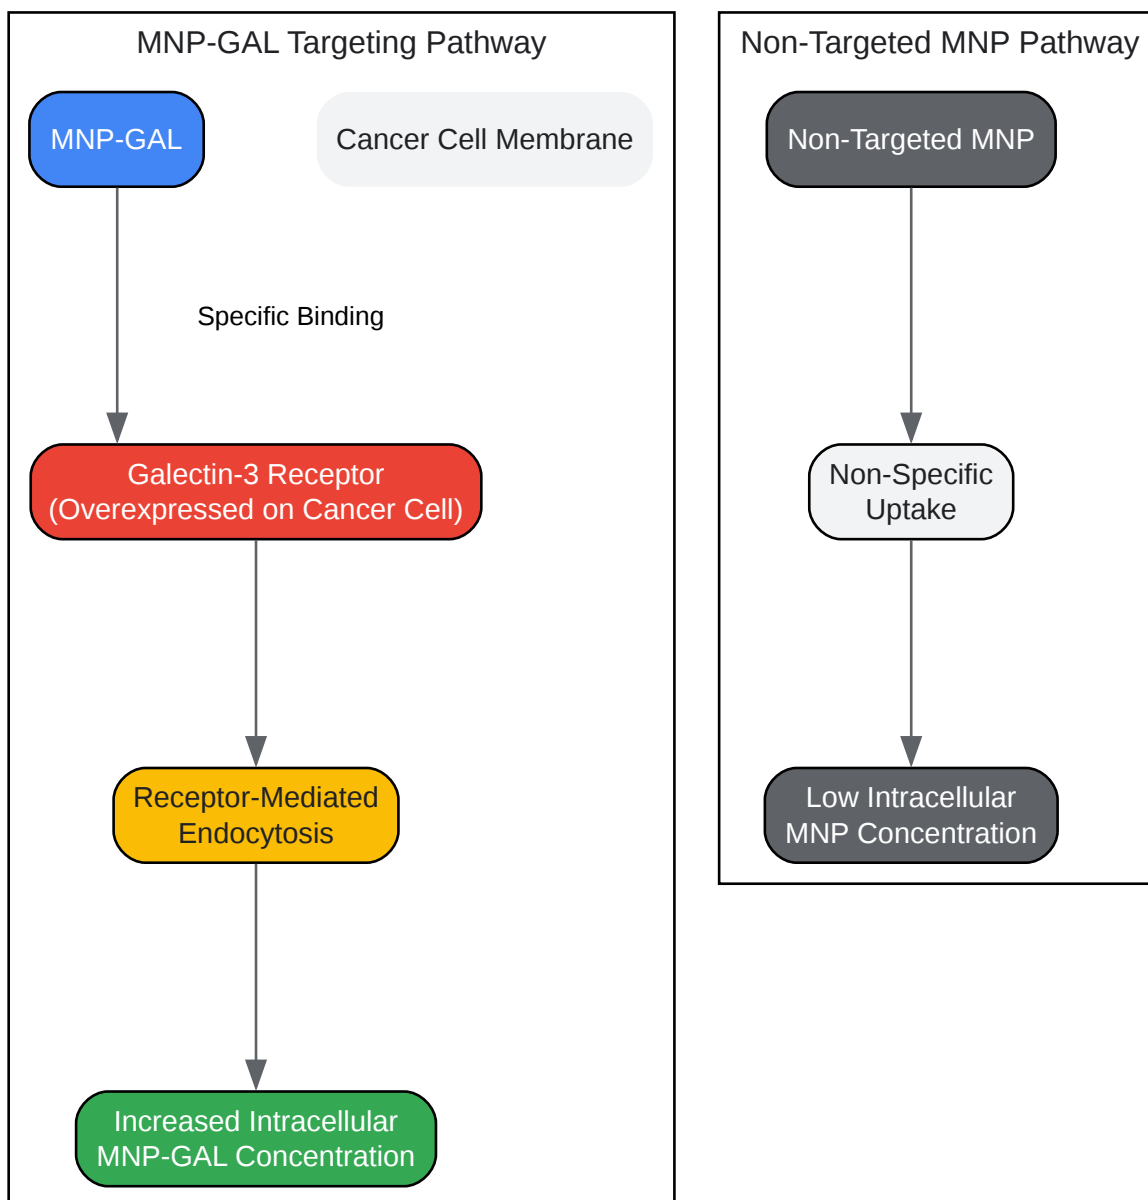 MNP-GAL Targeting Pathway
MNP-GAL
Cancer Cell Membrane
Specific Binding
Galectin-3 Receptor
(Overexpressed on Cancer Cell)
Receptor-Mediated
Endocytosis
Increased Intracellular
MNP-GAL Concentration
Non-Targeted MNP Pathway
Non-Targeted MNP
Non-Specific
Uptake
Low Intracellular
MNP Concentration